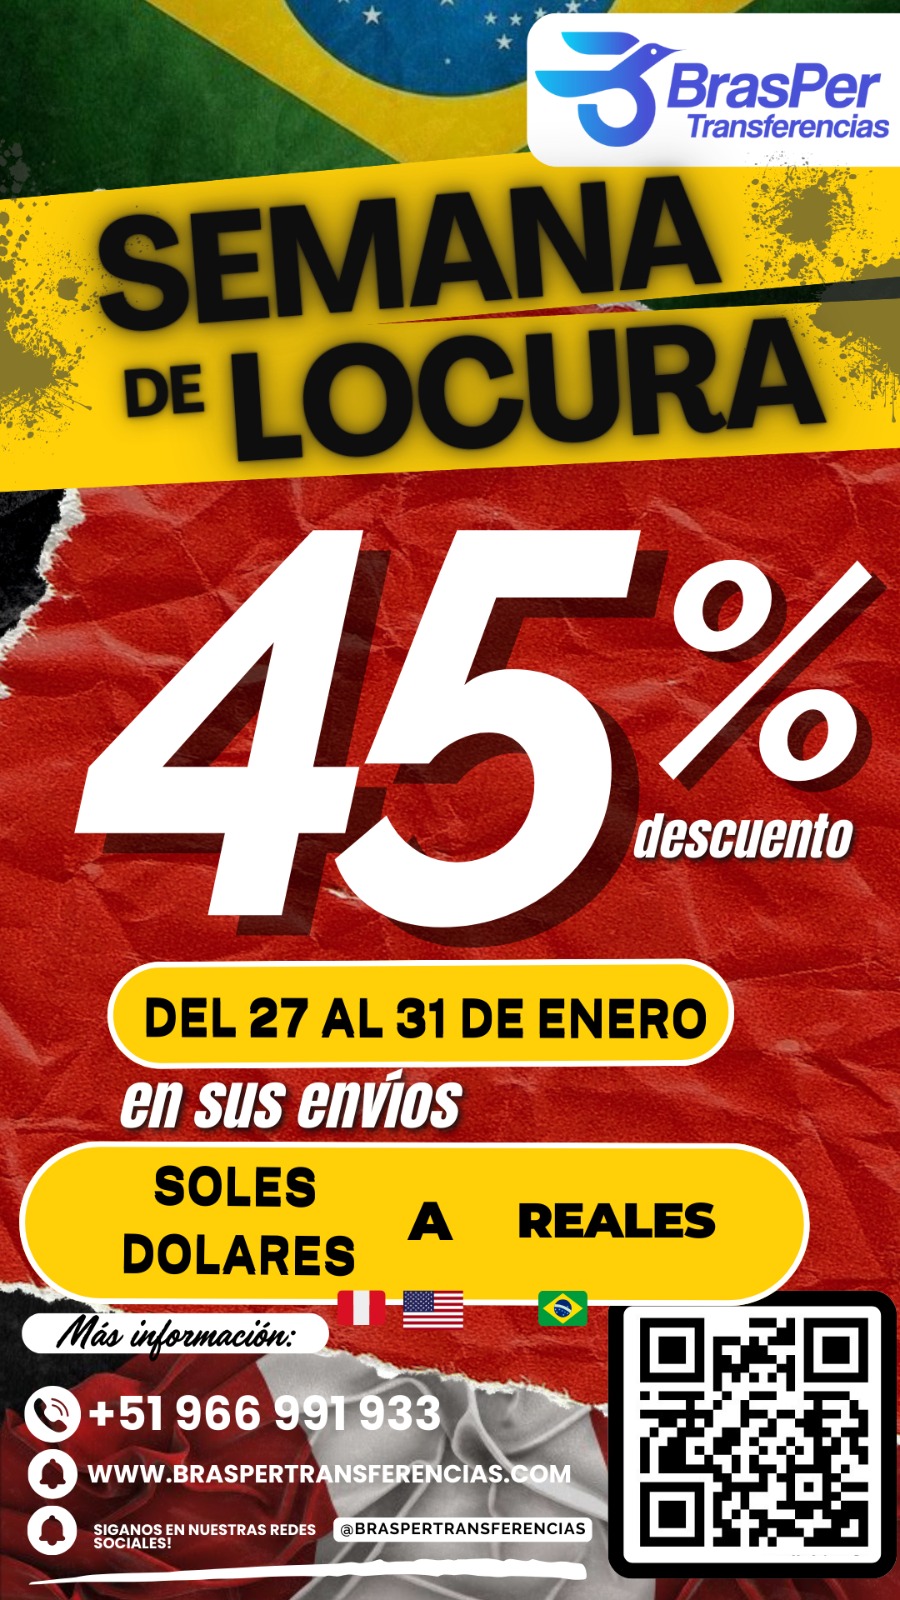 BrasPer
Transferencias
SEMANA
DE LOCURA
45%
descuento
DEL 27 AL 31 DE ENERO
en sus envíos
SOLES
DOLARES
A
REALES
Más información:
+51 966 991 933
WWW.BRASPERTRANSFERENCIAS.COM
SIGANOS EN NUESTRAS REDES
SOCIALES!
@BRASPERTRANSFERENCIAS